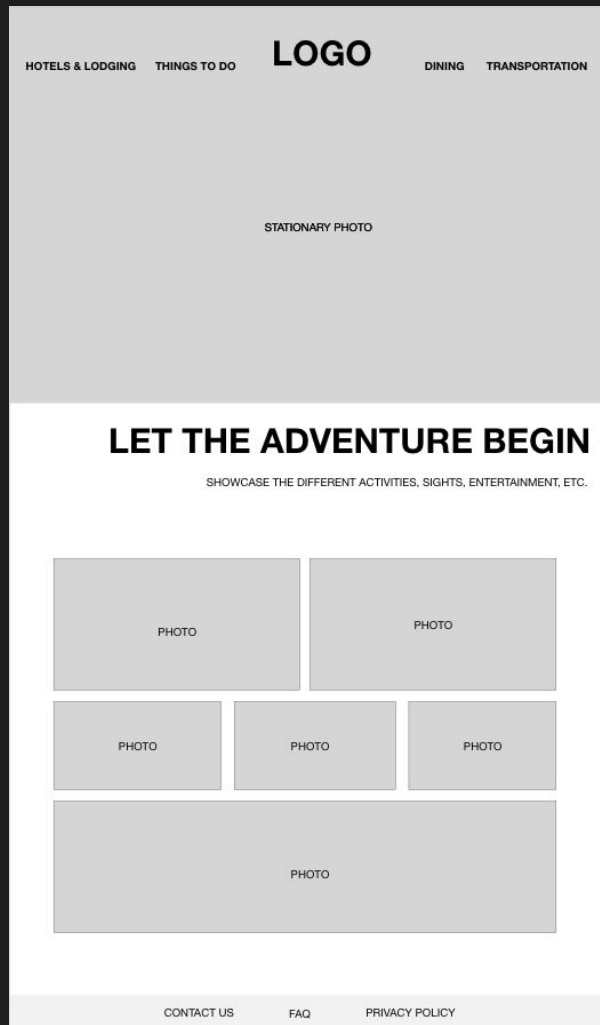 LOGO
HOTELS & LODGING THINGS TO DO DINING TRANSPORTATION
STATIONARY PHOTO
LET THE ADVENTURE BEGIN
SHOWCASE THE DIFFERENT ACTIVITIES, SIGHTS, ENTERTAINMENT, ETC.
PHOTO
PHOTO
PHOTO
PHOTO
PHOTO
PHOTO
CONTACT US FAQ PRIVACY POLICY